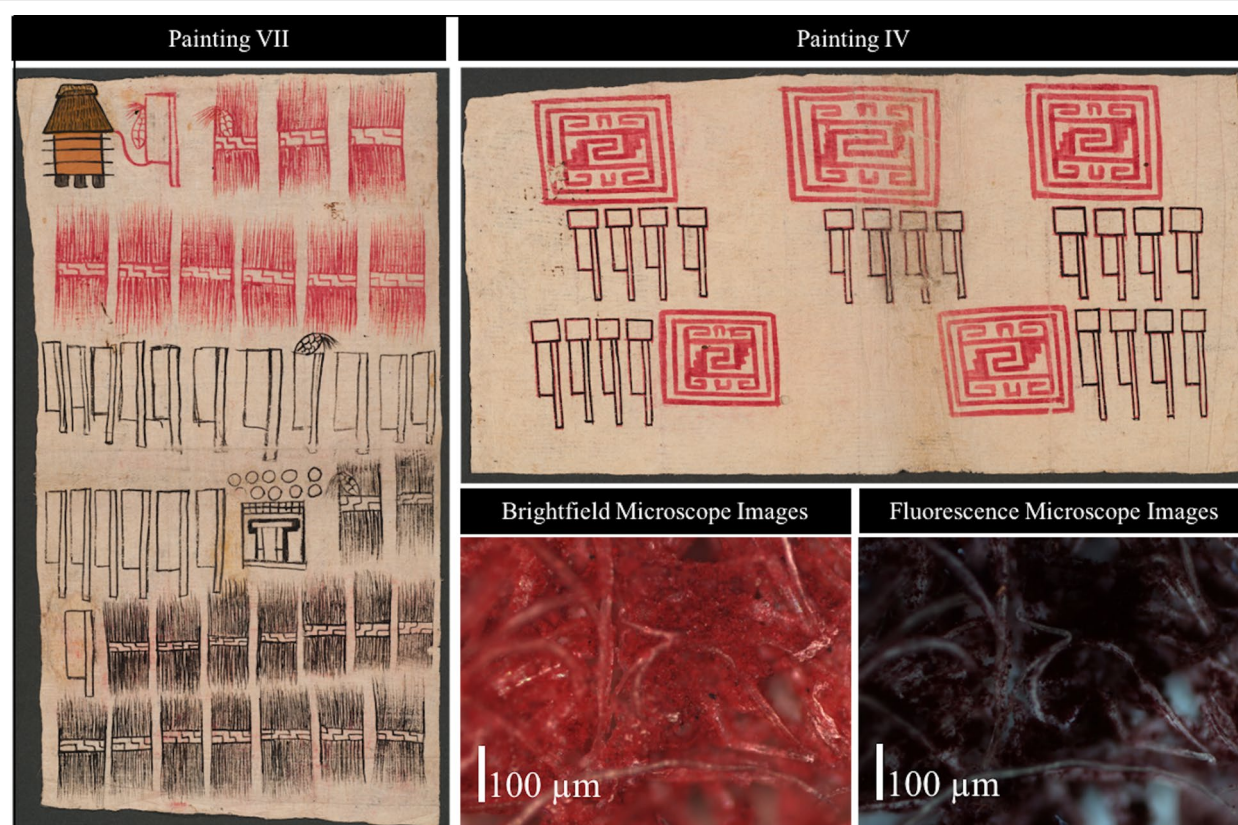 Painting VII
Painting IV
Brightfield Microscope Images
Fluorescence Microscope Images
100 µm
100 µm